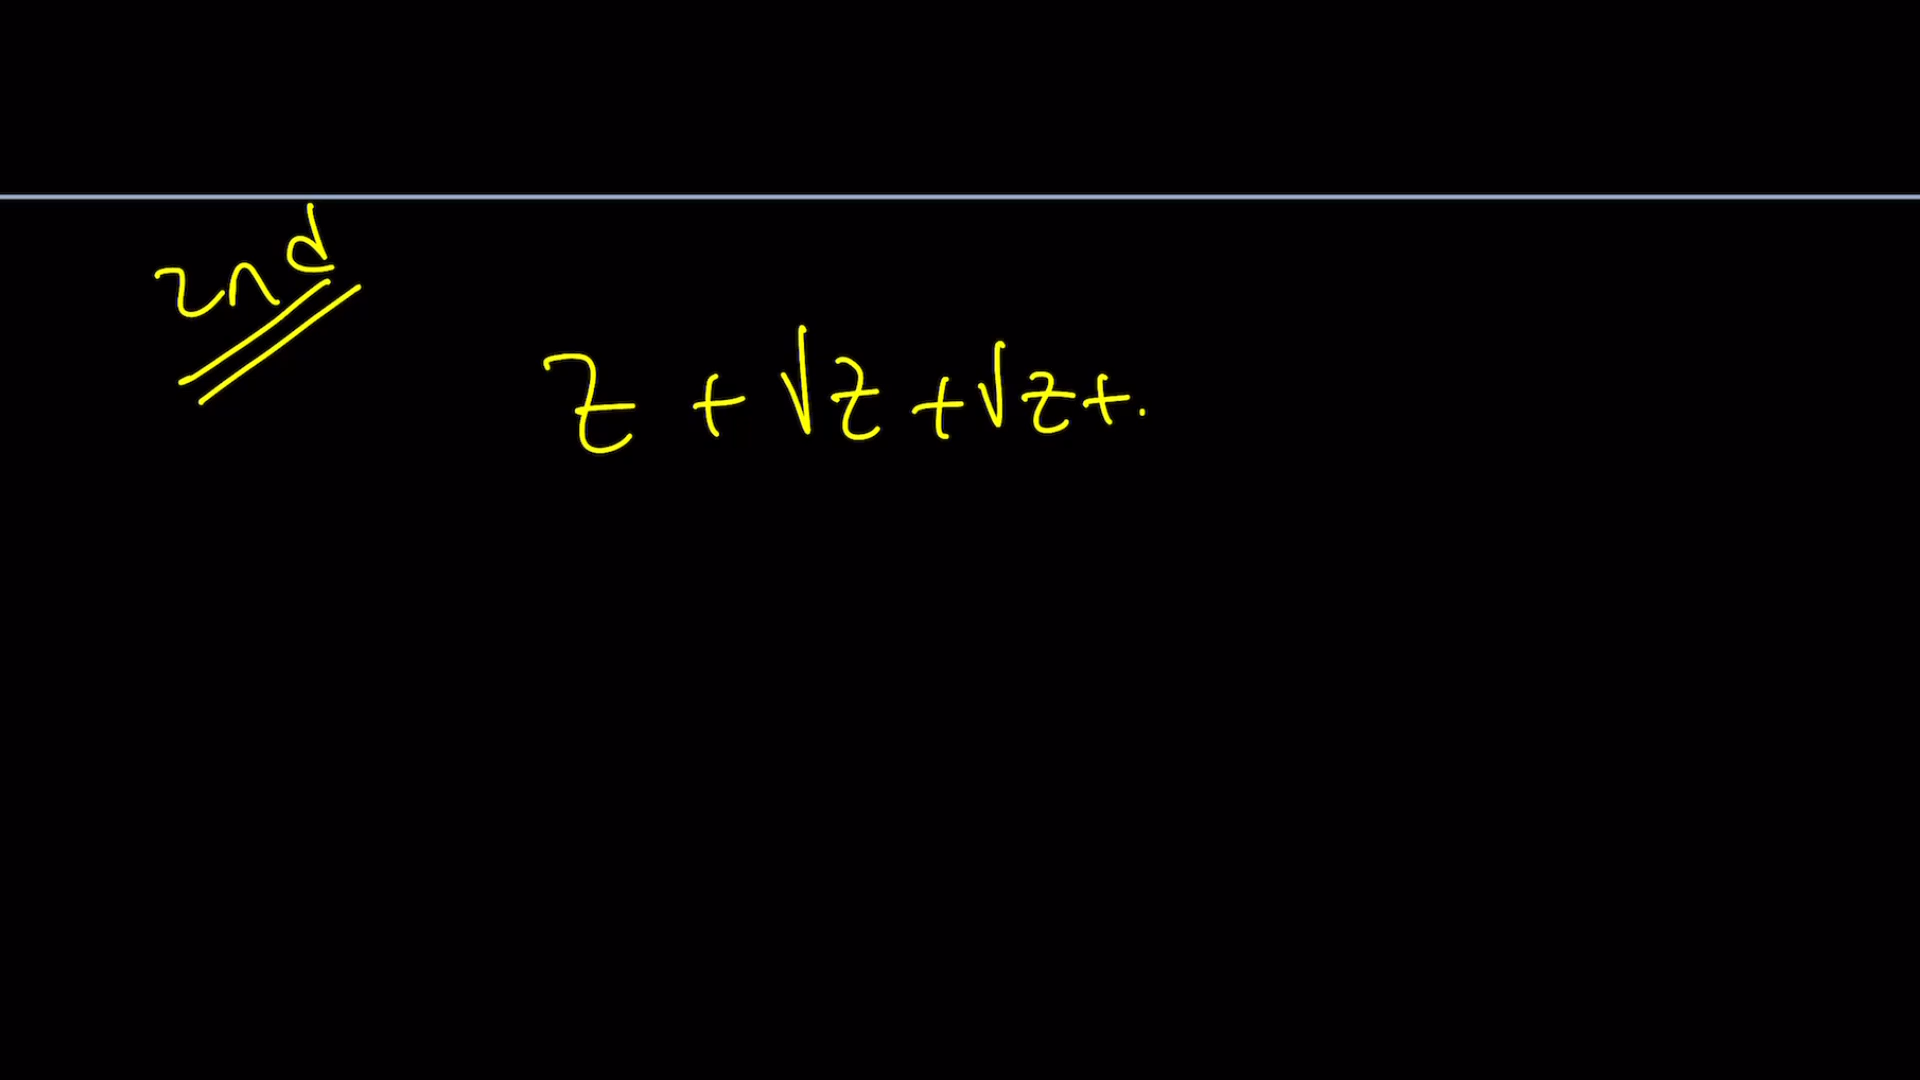 2nd
z + √z + √z + .